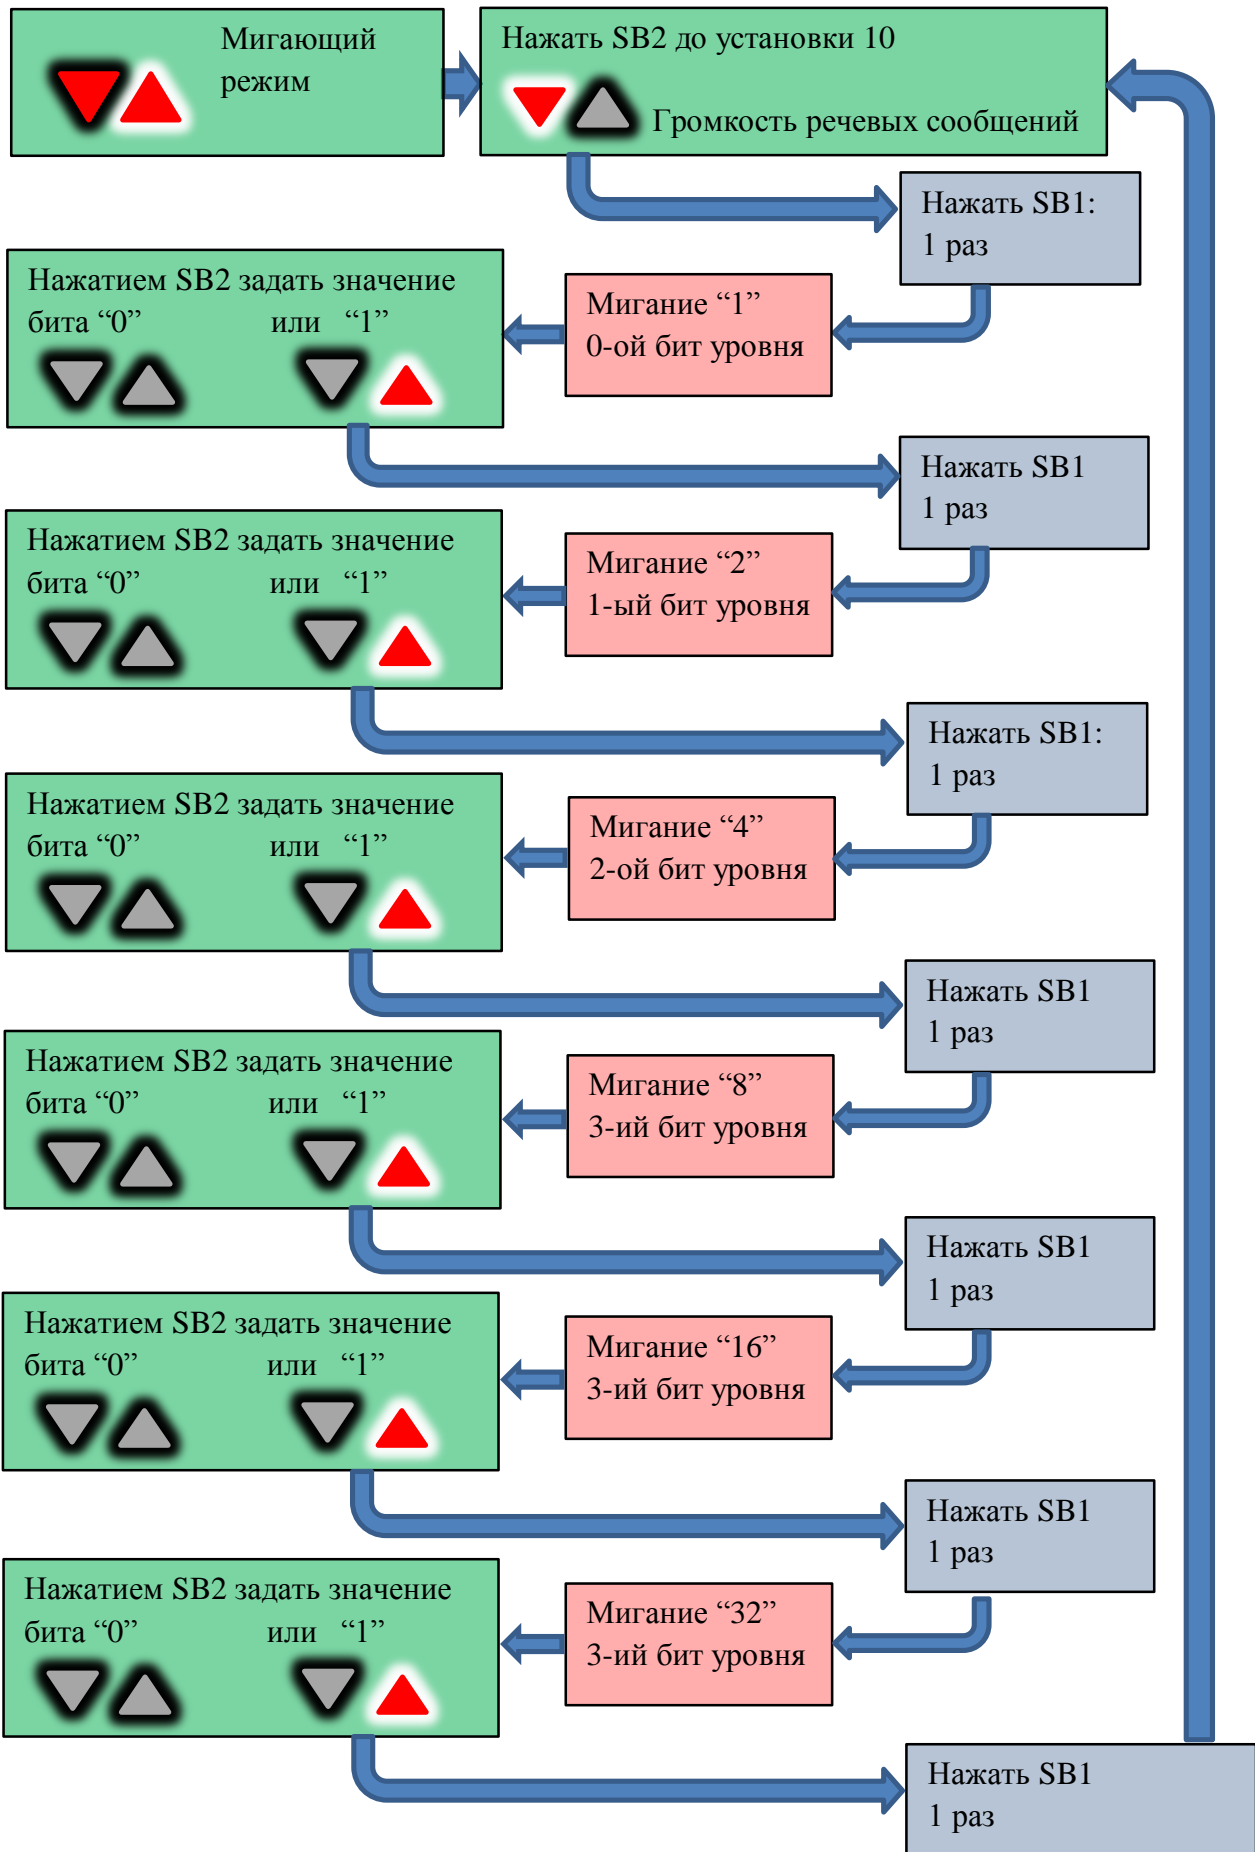 Мигающий
режим
Нажать SB2 до установки 10
Громкость речевых сообщений
Нажать SB1:
1 раз
Мигание “1”
0-ой бит уровня
Нажатием SB2 задать значение
бита “0” или “1”
Нажать SB1
1 раз
Мигание “2”
1-ый бит уровня
Нажатием SB2 задать значение
бита “0” или “1”
Нажать SB1:
1 раз
Мигание “4”
2-ой бит уровня
Нажатием SB2 задать значение
бита “0” или “1”
Нажать SB1
1 раз
Мигание “8”
3-ий бит уровня
Нажатием SB2 задать значение
бита “0” или “1”
Нажать SB1
1 раз
Мигание “16”
3-ий бит уровня
Нажатием SB2 задать значение
бита “0” или “1”
Нажать SB1
1 раз
Мигание “32”
3-ий бит уровня
Нажатием SB2 задать значение
бита “0” или “1”
Нажать SB1
1 раз